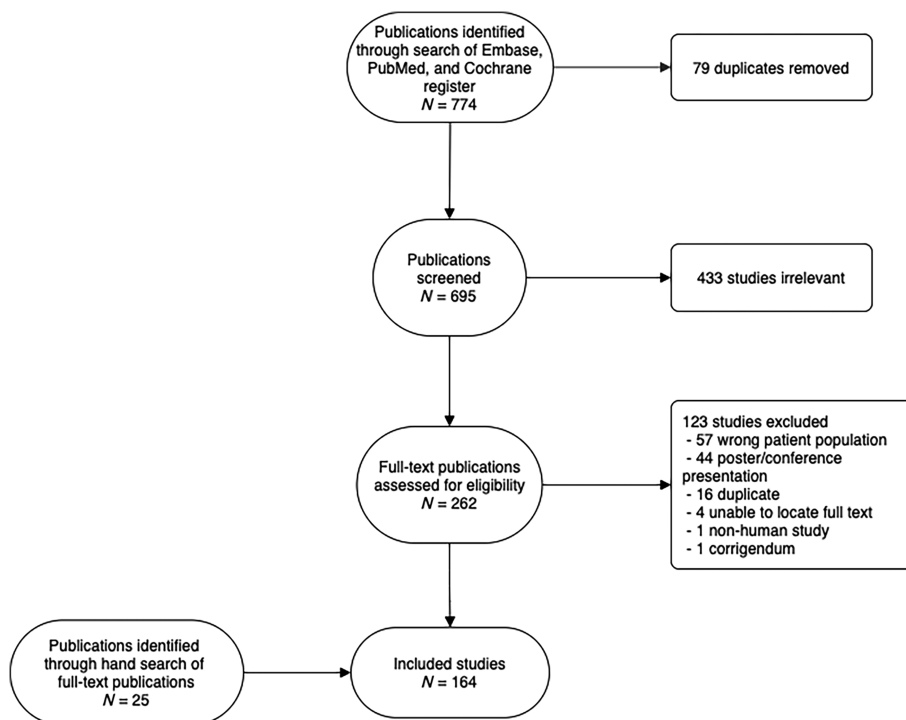 Publications identified
through search of Embase,
PubMed, and Cochrane
register
N = 774
79 duplicates removed
Publications
screened
N = 695
433 studies irrelevant
Full-text publications
assessed for eligibility
N = 262
123 studies excluded
- 57 wrong patient population
- 44 poster/conference
presentation
- 16 duplicate
- 4 unable to locate full text
- 1 non-human study
- 1 corrigendum
Publications identified
through hand search of
full-text publications
N = 25
Included studies
N = 164